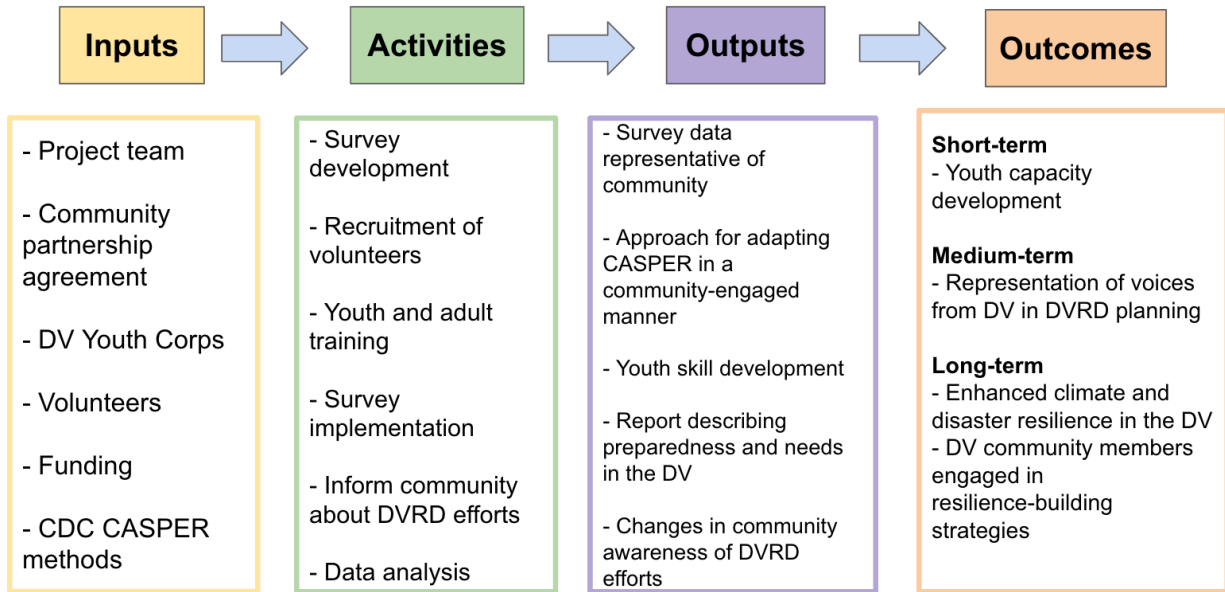 Inputs
Activities
Outputs
Outcomes
- Project team
- Community
partnership
agreement
- DV Youth Corps
- Volunteers
- Funding
- CDC CASPER
methods
- Survey
development
- Recruitment of
volunteers
- Youth and adult
training
- Survey
implementation
- Inform community
about DVRD efforts
- Data analysis
- Survey data
representative of
community
- Approach for adapting
CASPER in a
community-engaged
manner
- Youth skill development
- Report describing
preparedness and needs
in the DV
- Changes in community
awareness of DVRD
efforts
Short-term
- Youth capacity
development
Medium-term
- Representation of voices
from DV in DVRD planning
Long-term
- Enhanced climate and
disaster resilience in the DV
- DV community members
engaged in
resilience-building
strategies